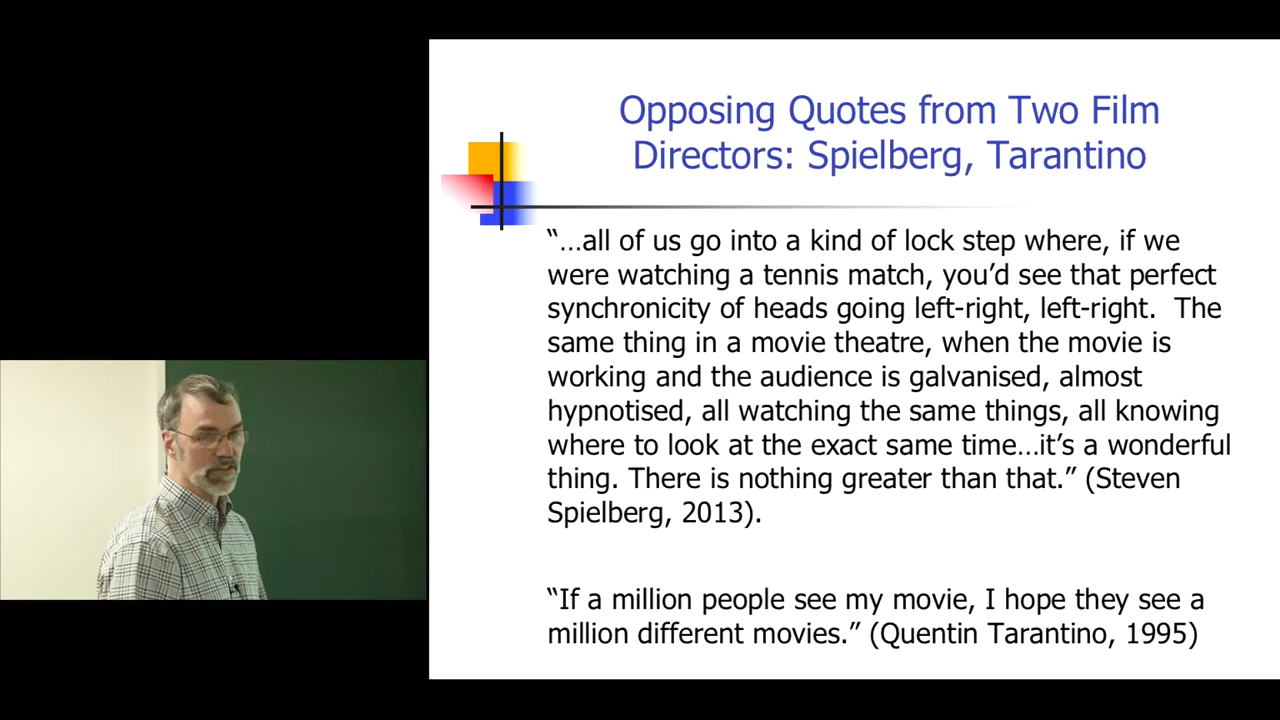 Opposing Quotes from Two Film
Directors: Spielberg, Tarantino
“…all of us go into a kind of lock step where, if we
were watching a tennis match, you’d see that perfect
synchronicity of heads going left-right, left-right.  The
same thing in a movie theatre, when the movie is
working and the audience is galvanised, almost
hypnotised, all watching the same things, all knowing
where to look at the exact same time…it’s a wonderful
thing. There is nothing greater than that.” (Steven
Spielberg, 2013).
“If a million people see my movie, I hope they see a
million different movies.” (Quentin Tarantino, 1995)